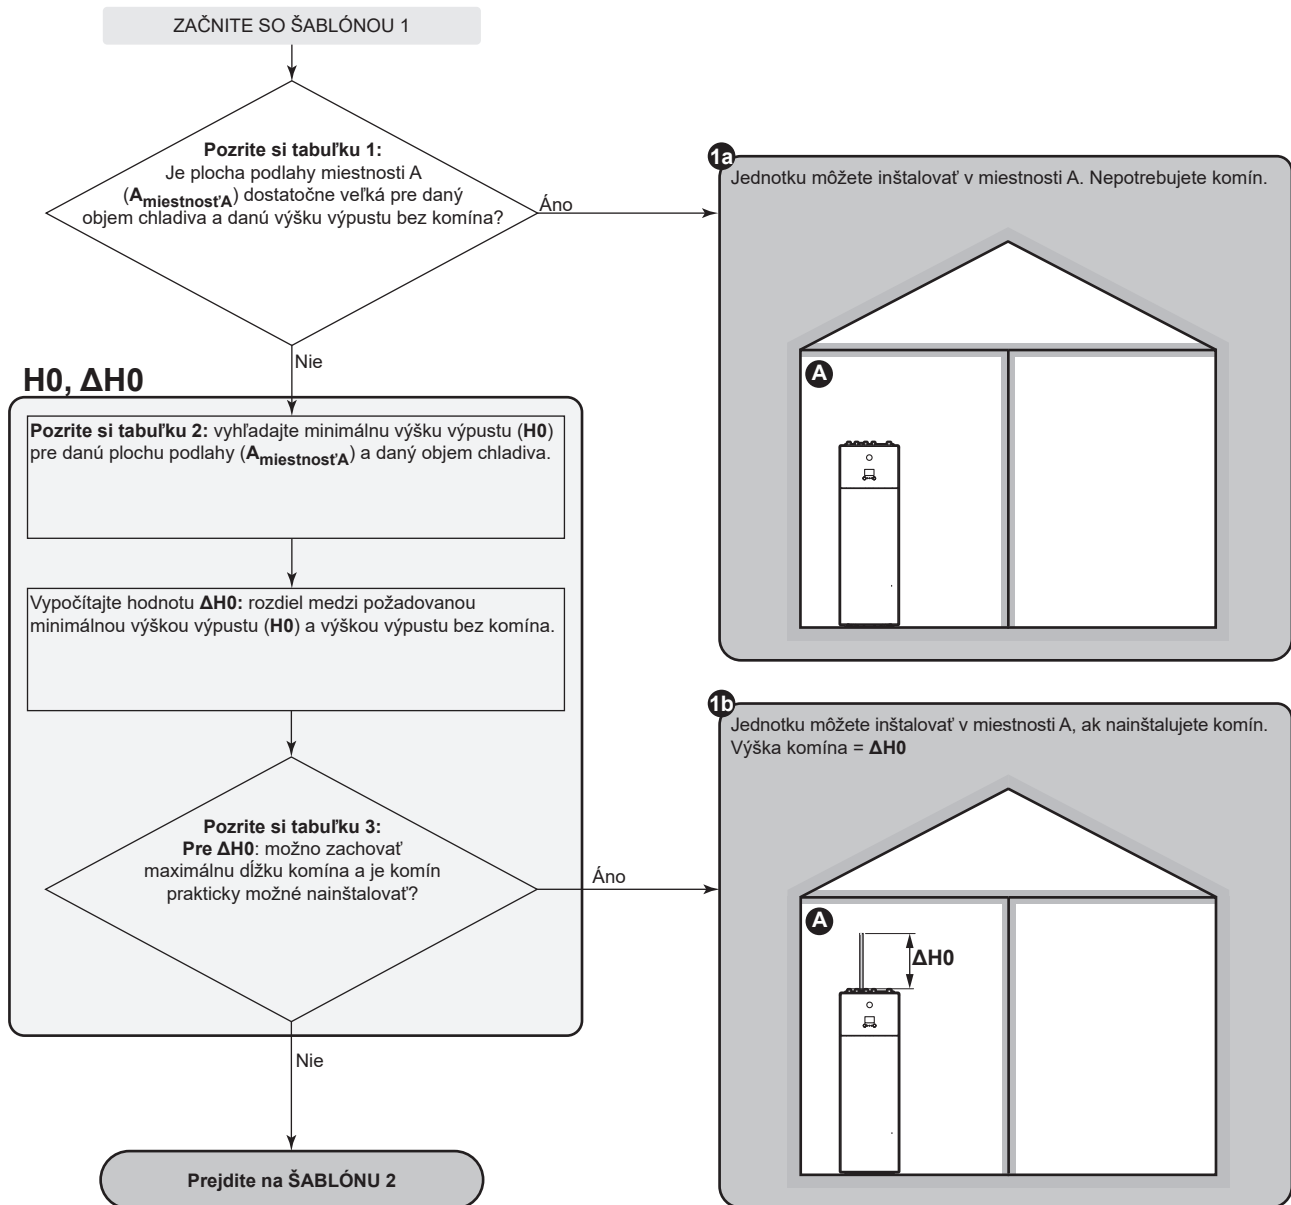 ZAČNITE SO ŠABLÓNOU 1
Pozrite si tabuľku 1:
Je plocha podlahy miestnosti A
(AmiestnosťA) dostatočne veľká pre daný
objem chladiva a danú výšku výpustu bez komína?
Áno
Nie
1a
Jednotku môžete inštalovať v miestnosti A. Nepotrebujete komín.
A
H0, ΔH0
Pozrite si tabuľku 2: vyhľadajte minimálnu výšku výpustu (H0)
pre danú plochu podlahy (AmiestnosťA) a daný objem chladiva.
Vypočítajte hodnotu ΔH0: rozdiel medzi požadovanou
minimálnou výškou výpustu (H0) a výškou výpustu bez komína.
Pozrite si tabuľku 3:
Pre ΔH0: možno zachovať
maximálnu dĺžku komína a je komín
prakticky možné nainštalovať?
Áno
Nie
1b
Jednotku môžete inštalovať v miestnosti A, ak nainštalujete komín.
Výška komína = ΔH0
A
ΔH0
Prejdite na ŠABLÓNU 2